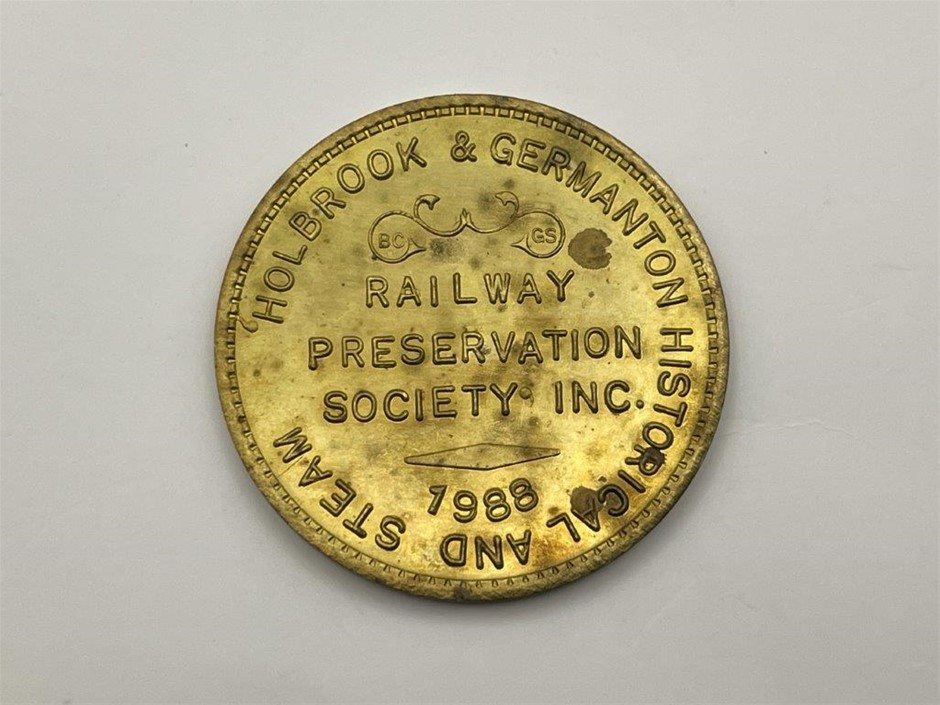 HOLBROOK & GERMANTON HISTORICAL AND STEAM
BC GS
RAILWAY
PRESERVATION
SOCIETY, INC.
1988